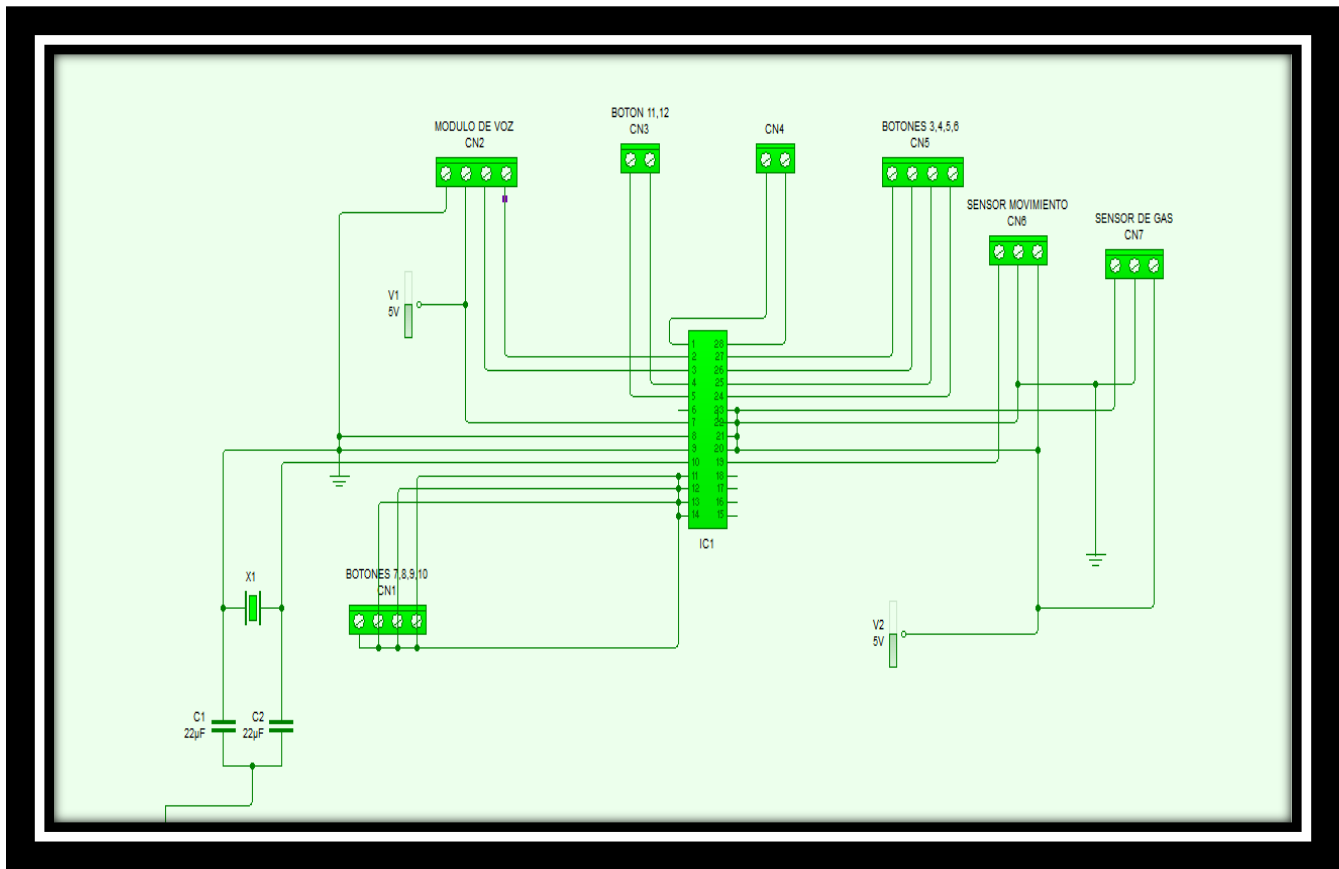 MODULO DE VOZ
CN2
BOTON 11,12
CN3
CN4
BOTONES 3,4,5,6
CN5
SENSOR MOVIMIENTO
CN6
SENSOR DE GAS
CN7
V1
5V
1 28
2 27
3 26
4 25
5 24
6 23
7 22
8 21
9 20
10 19
11 18
12 17
13 16
14 15
IC1
X1
BOTONES 7,8,9,10
CN1
V2
5V
C1
22µF
C2
22µF